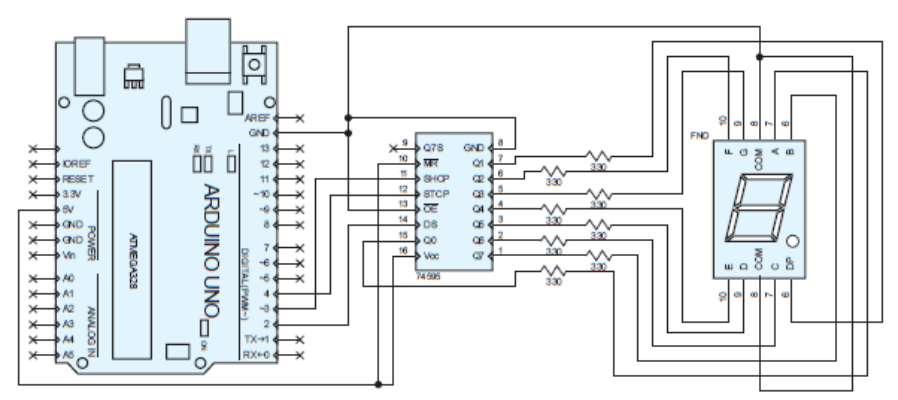 AREF
GND
13
12
11
~10
~9
8
7
~6
~5
4
~3
2
TX→1
RX←0
IOREF
RESET
3.3V
5V
GND
GND
Vin
A0
A1
A2
A3
A4
A5
POWER
ANALOG IN
ATMEGA328
ARDUINO UNO
DIGITAL (PWM~)
RX
TX
L
ON
9 Q7S GND 8
10 MR Q1 7
11 SHCP Q2 6
12 STCP Q3 5
13 OE Q4 4
14 DS Q5 3
15 Q0 Q6 2
16 Vcc Q7 1
74595
330
330
330
330
330
330
330
330
FND
10 9 8 7 6
F G COM A B
E D COM C DP
10 9 8 7 6